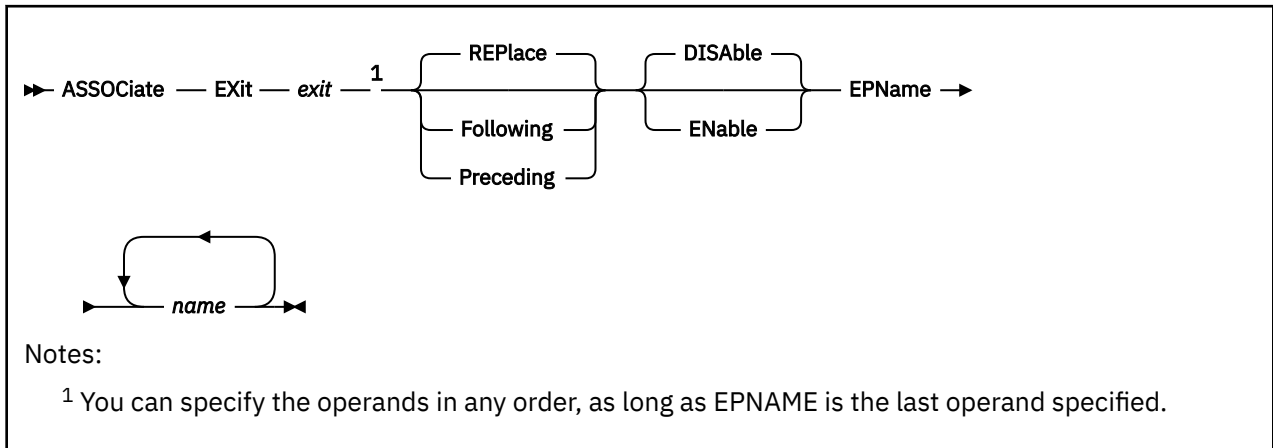 REPlace DISAble
ASSOCiate EXit exit 1 EPName
Following ENable
Preceding
name
Notes:
1 You can specify the operands in any order, as long as EPNAME is the last operand specified.